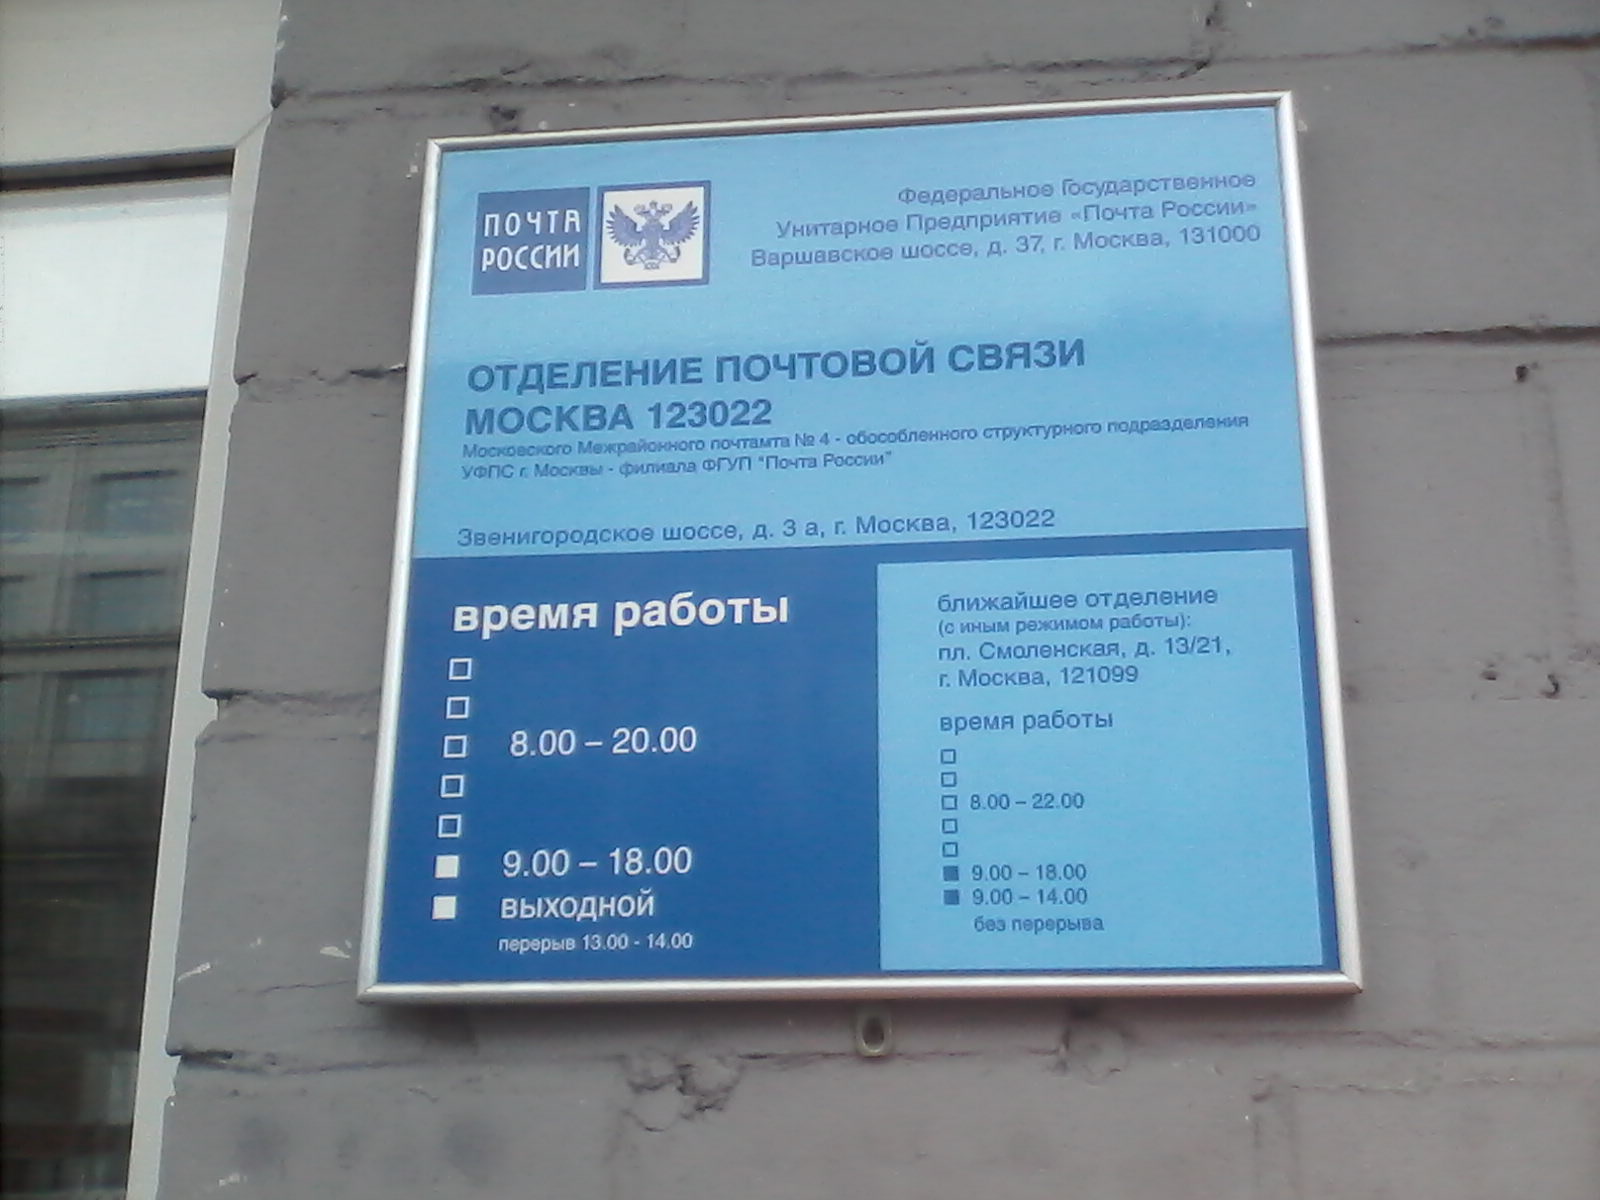 ПОЧТА
РОССИИ
Федеральное Государственное
Унитарное Предприятие «Почта России»
Варшавское шоссе, д. 37, г. Москва, 131000
ОТДЕЛЕНИЕ ПОЧТОВОЙ СВЯЗИ
МОСКВА 123022
Московского Межрайонного почтамта № 4 - обособленного структурного подразделения
УФПС г. Москвы - филиала ФГУП "Почта России"
Звенигородское шоссе, д. 3 а, г. Москва, 123022
время работы
8.00 – 20.00
9.00 – 18.00
выходной
перерыв 13.00 - 14.00
ближайшее отделение
(с иным режимом работы):
пл. Смоленская, д. 13/21,
г. Москва, 121099
время работы
8.00 – 22.00
9.00 – 18.00
9.00 – 14.00
без перерыва